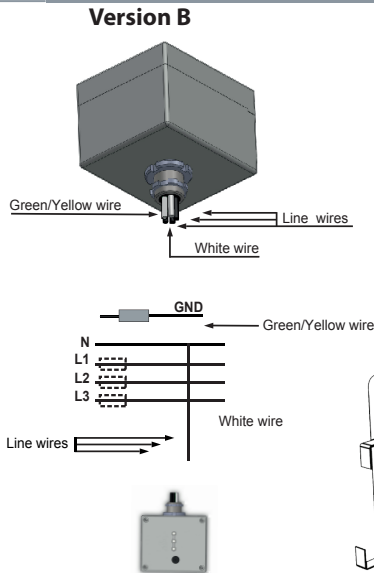 Version B
Green/Yellow wire
Line wires
White wire
GND
Green/Yellow wire
N
L1
L2
L3
White wire
Line wires